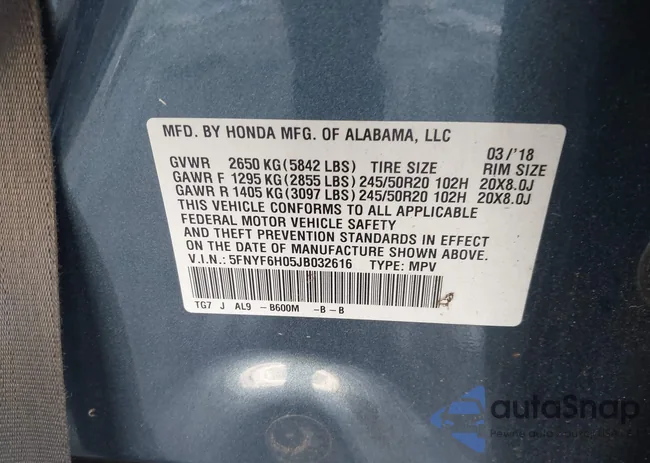 MFD. BY HONDA MFG. OF ALABAMA, LLC
03/'18
GVWR 2650 KG(5842 LBS) TIRE SIZE RIM SIZE
GAWR F 1295 KG(2855 LBS)245/50R20 102H 20X8.0J
GAWR R 1405 KG(3097 LBS)245/50R20 102H 20X8.0J
THIS VEHICLE CONFORMS TO ALL APPLICABLE
FEDERAL MOTOR VEHICLE SAFETY
AND THEFT PREVENTION STANDARDS IN EFFECT
ON THE DATE OF MANUFACTURE SHOWN ABOVE.
V.I.N.: 5FNYF6H05JB032616 TYPE: MPV
TG7 J AL9 -B600M -B-B
autoSnap